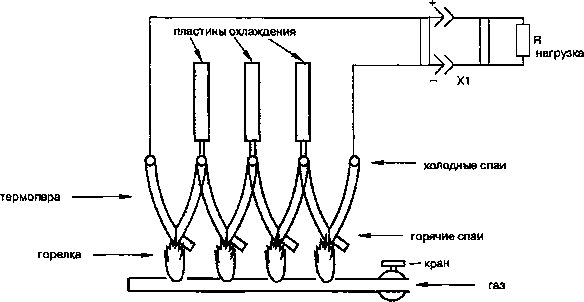 пластины охлаждения
+
R
нагрузка
–
X1
холодные спаи
термопара
горячие спаи
горелка
кран
газ